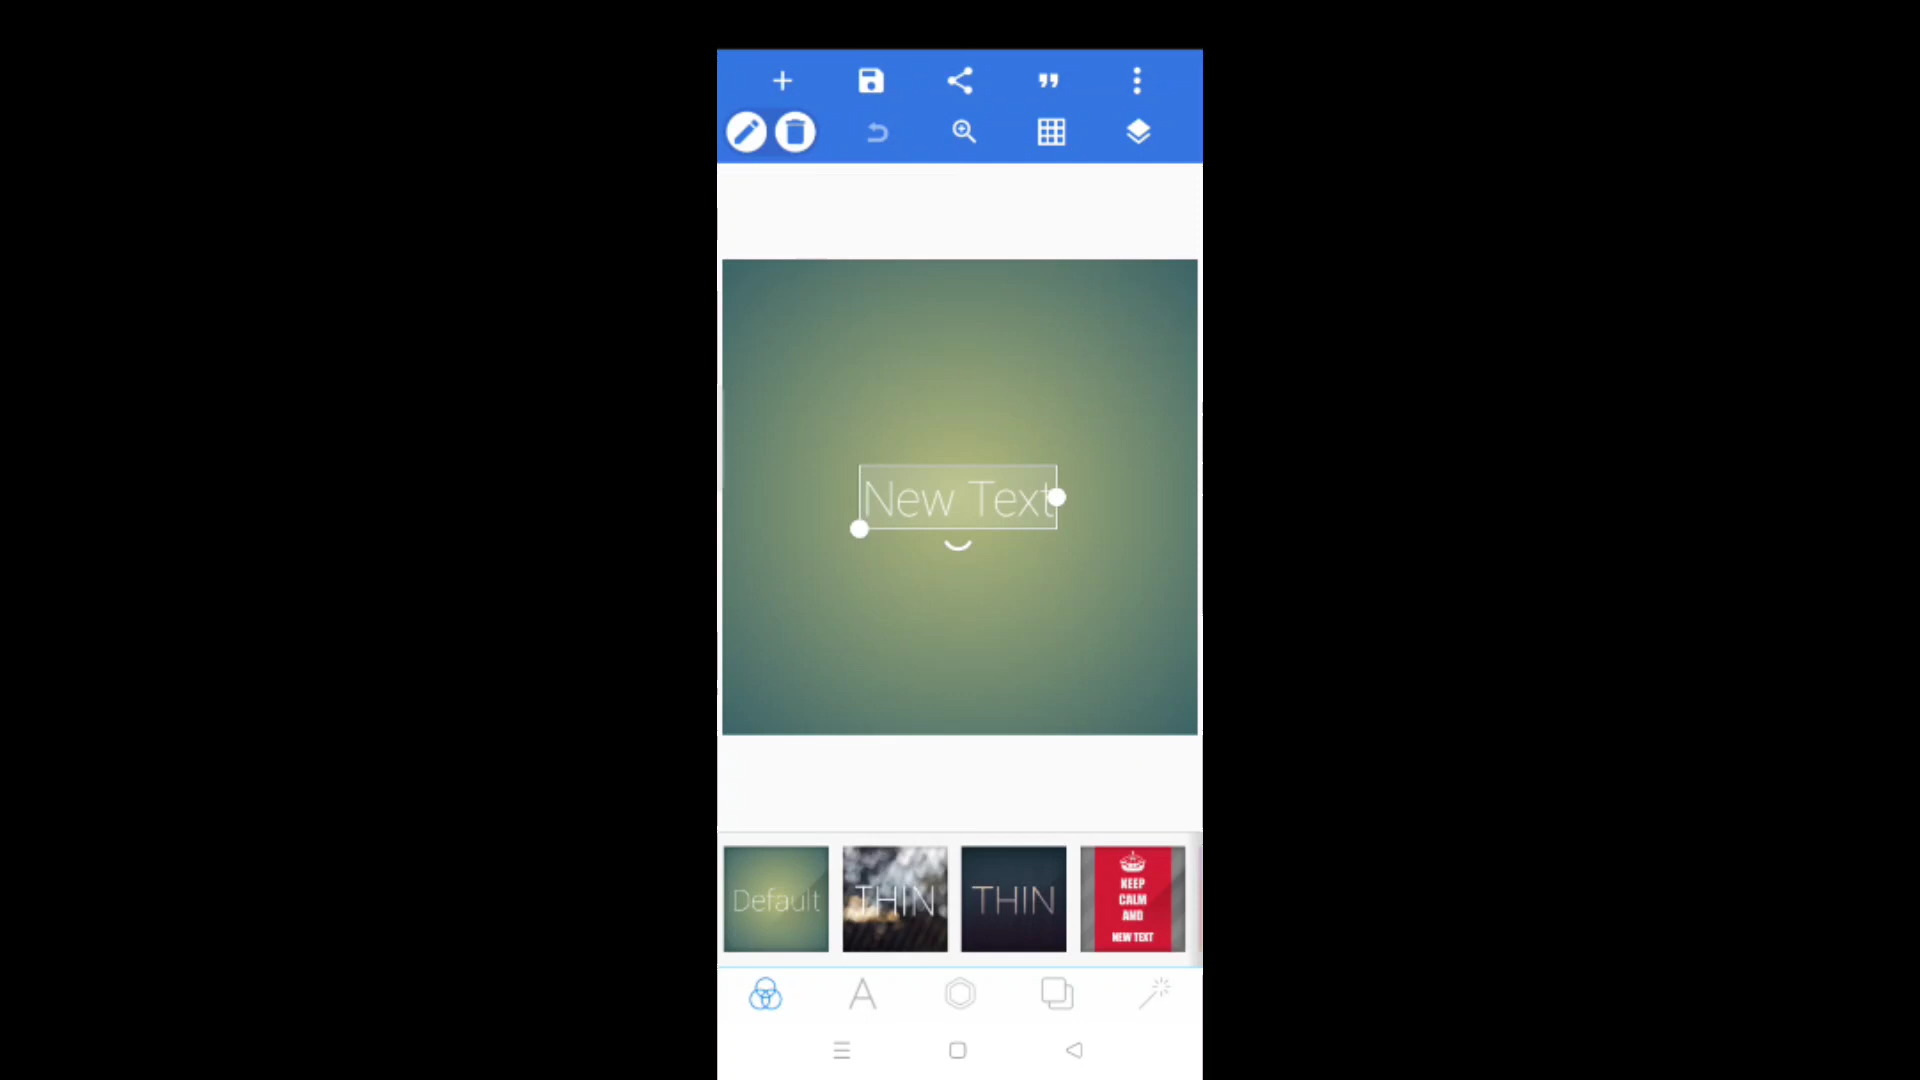 New Text
Default
THIN
THIN
KEEP
CALM
AND
NEW TEXT